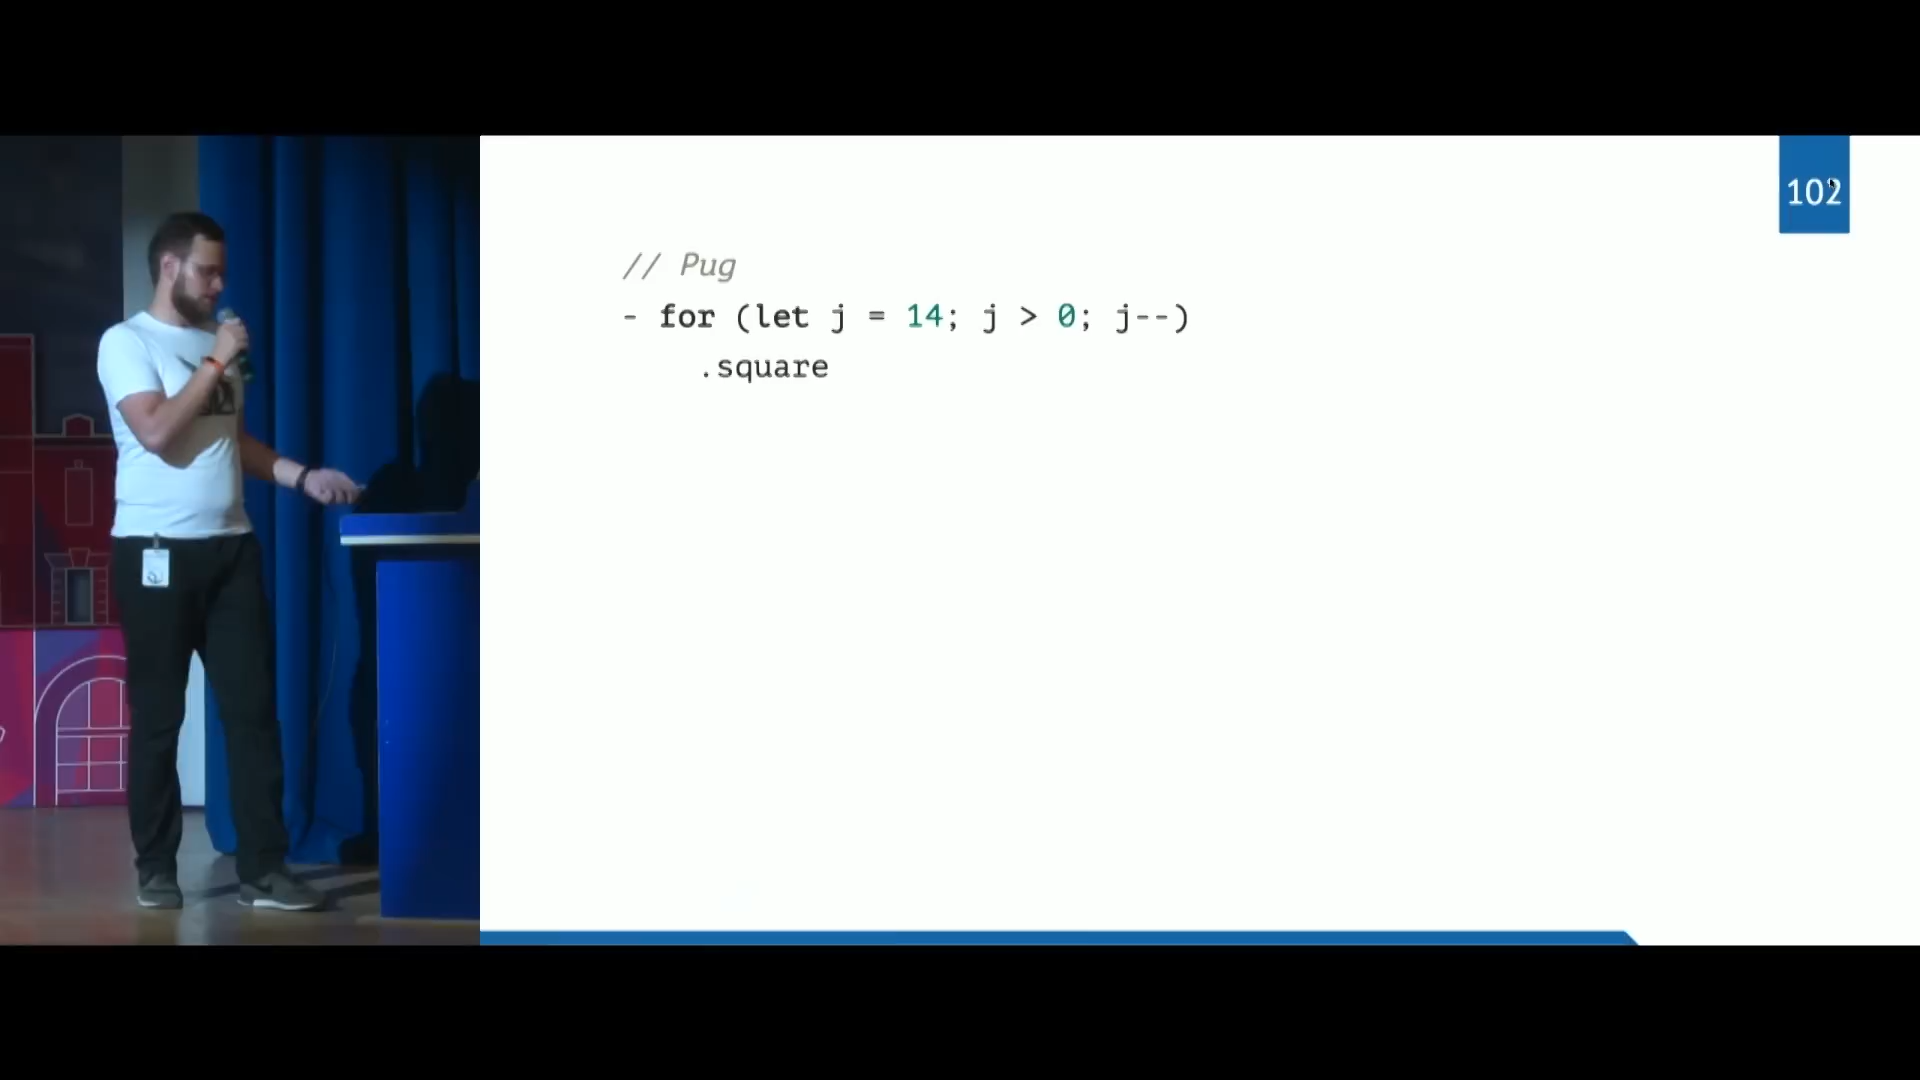 102
// Pug
- for (let j = 14; j > 0; j--)
.square